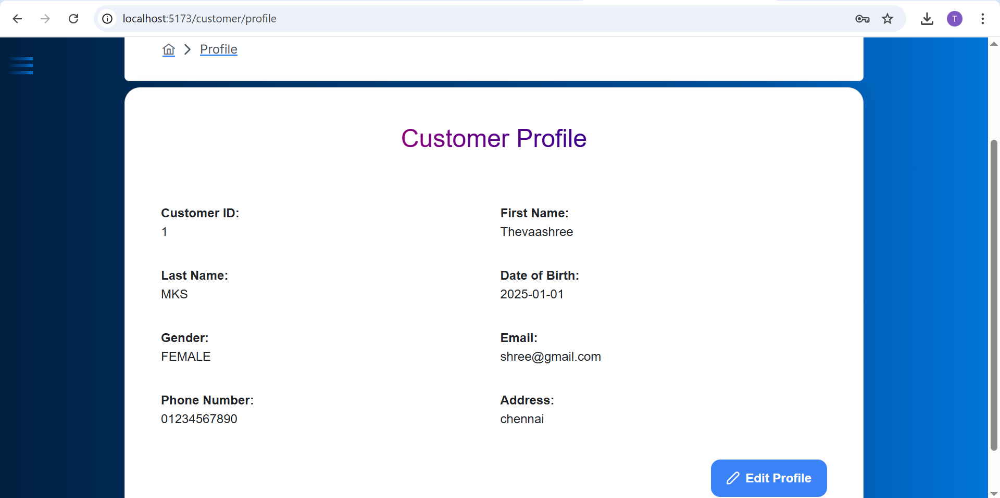 localhost:5173/customer/profile
T
Profile
Customer Profile
Customer ID:
1
First Name:
Thevaashree
Last Name:
MKS
Date of Birth:
2025-01-01
Gender:
FEMALE
Email:
shree@gmail.com
Phone Number:
01234567890
Address:
chennai
Edit Profile